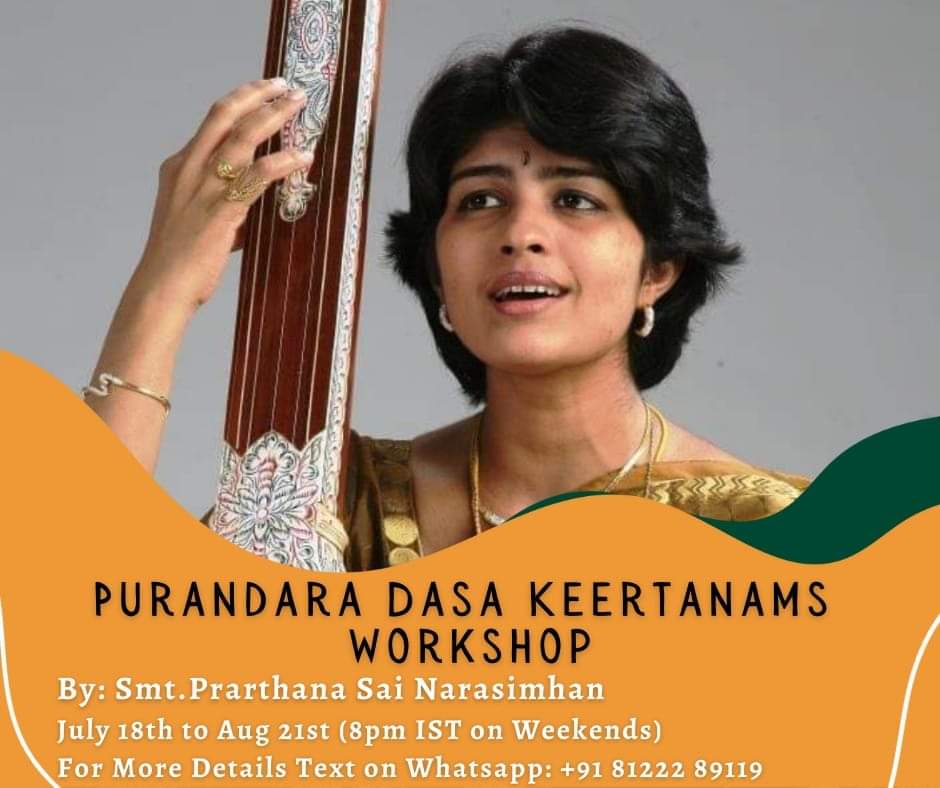 PURANDARA DASA KEERTANAMS
WORKSHOP
By: Smt.Prarthana Sai Narasimhan
July 18th to Aug 21st (8pm IST on Weekends)
For More Details Text on Whatsapp: +91 81222 89119